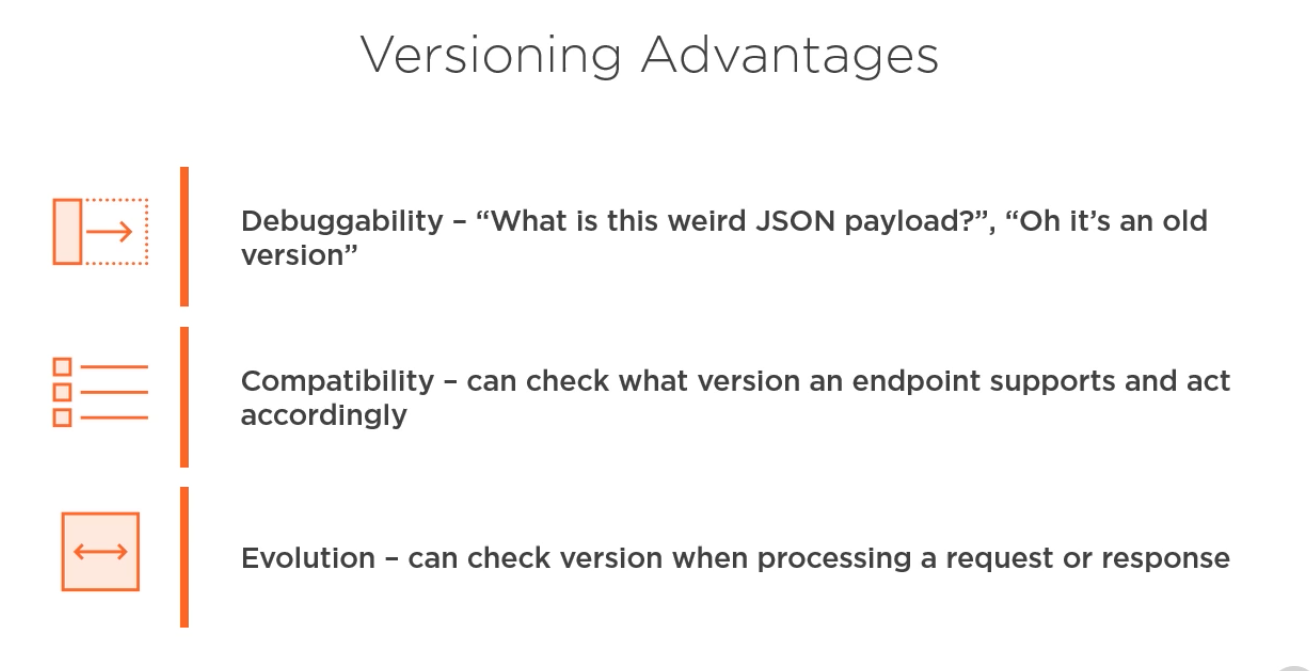 Versioning Advantages
Debuggability – “What is this weird JSON payload?”, “Oh it’s an old
version”
Compatibility – can check what version an endpoint supports and act
accordingly
Evolution – can check version when processing a request or response